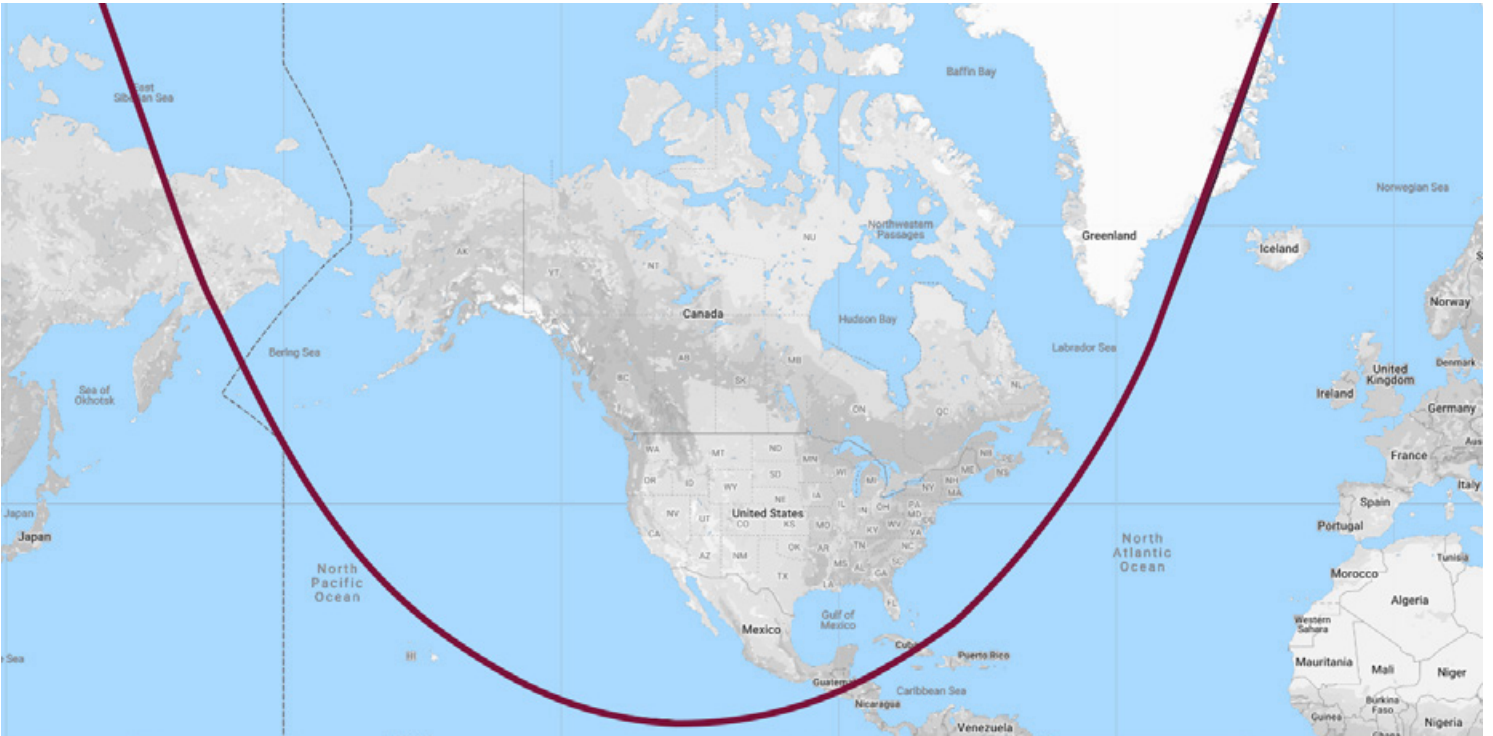 East
Siberian Sea
Baffin Bay
Norwegian Sea
Northwestern
Passages
NU
Greenland
Iceland
AK
YT
NT
Norway
Canada
Hudson Bay
Bering Sea
Labrador Sea
AB
MB
BC
SK
United
Kingdom
Denmark
Ireland
Sea of
Okhotsk
NL
ON
QC
Germany
France
WA
MT
ND
MN
NB
PE
NS
OR
ID
WY
SD
WI
MI
ME
NH
MA
NY
Italy
NE
IA
Spain
Japan
Japan
NV
UT
United States
CO
KS
MO
IL
IN
OH
PA
MD
KY
WV
VA
Portugal
CA
AZ
NM
OK
AR
TN
NC
SC
North
Atlantic
Ocean
Tunisia
Morocco
North
Pacific
Ocean
TX
MS
AL
GA
LA
FL
Algeria
Gulf of
Mexico
Mexico
Western
Sahara
HI
Cuba
Puerto Rico
e Sea
Mauritania
Mali
Niger
Guatemala
Caribbean Sea
Nicaragua
Burkina
Faso
Guinea
Nigeria
Venezuela
Ghana